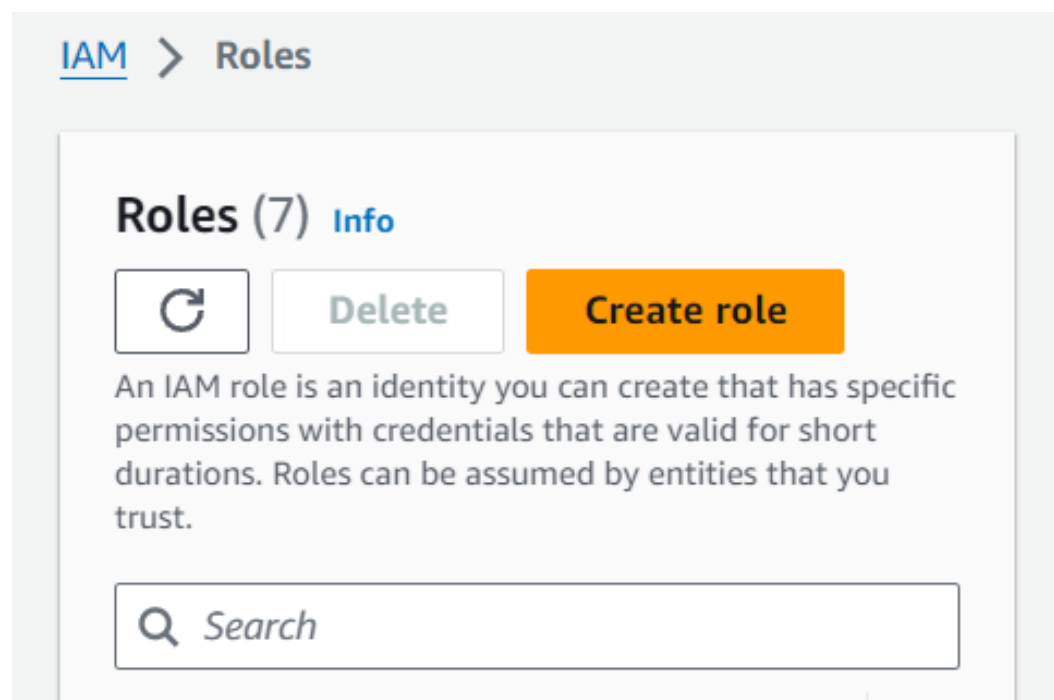 IAM > Roles
Roles (7) Info
Delete Create role
An IAM role is an identity you can create that has specific
permissions with credentials that are valid for short
durations. Roles can be assumed by entities that you
trust.
Search